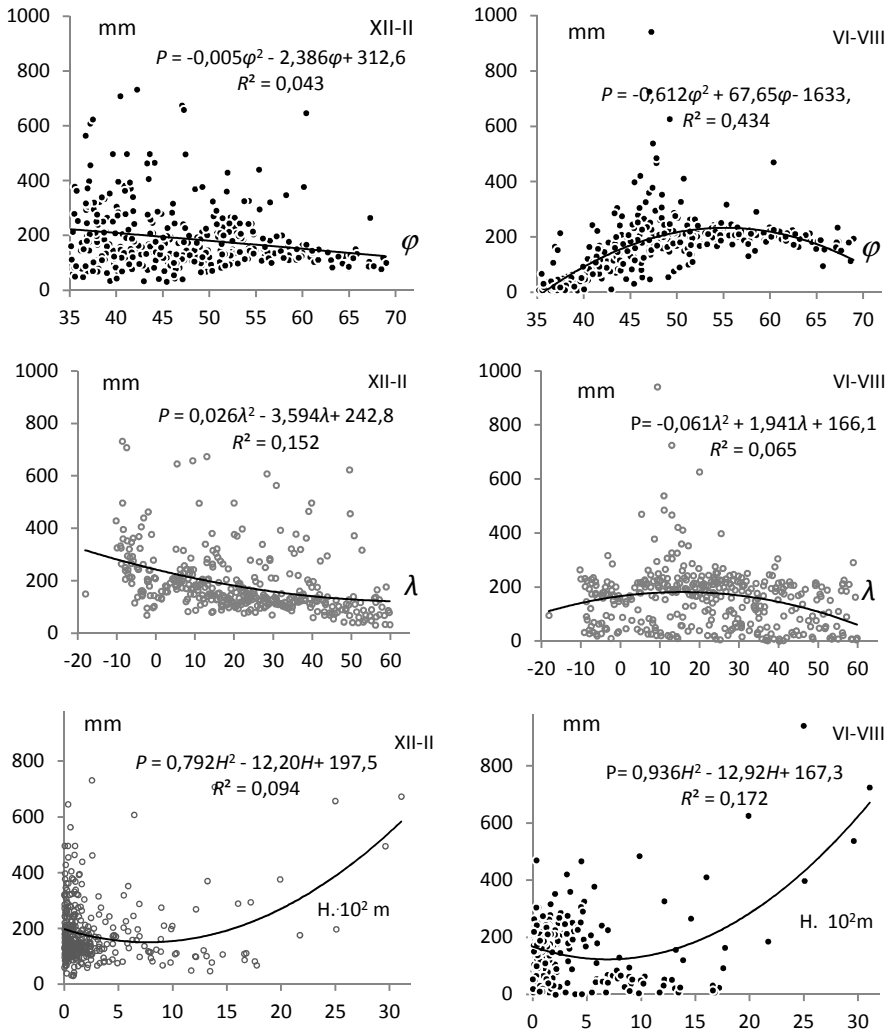 mm XII-II
P = -0,005φ² - 2,386φ+ 312,6
R² = 0,043
1000
800
600
400
200
0
φ
35 40 45 50 55 60 65 70
mm VI-VIII
P = -0,612φ² + 67,65φ- 1633,
R² = 0,434
1000
800
600
400
200
0
φ
35 40 45 50 55 60 65 70
mm XII-II
P = 0,026λ² - 3,594λ+ 242,8
R² = 0,152
1000
800
600
400
200
0
λ
-20 -10 0 10 20 30 40 50 60
mm VI-VIII
P= -0,061λ² + 1,941λ + 166,1
R² = 0,065
1000
800
600
400
200
0
λ
-20 -10 0 10 20 30 40 50 60
mm XII-II
P = 0,792H² - 12,20H+ 197,5
R² = 0,094
800
600
400
200
0
H. 10² m
0 5 10 15 20 25 30
mm VI-VIII
P= 0,936H² - 12,92H+ 167,3
R² = 0,172
800
600
400
200
0
H. 10²m
0 5 10 15 20 25 30